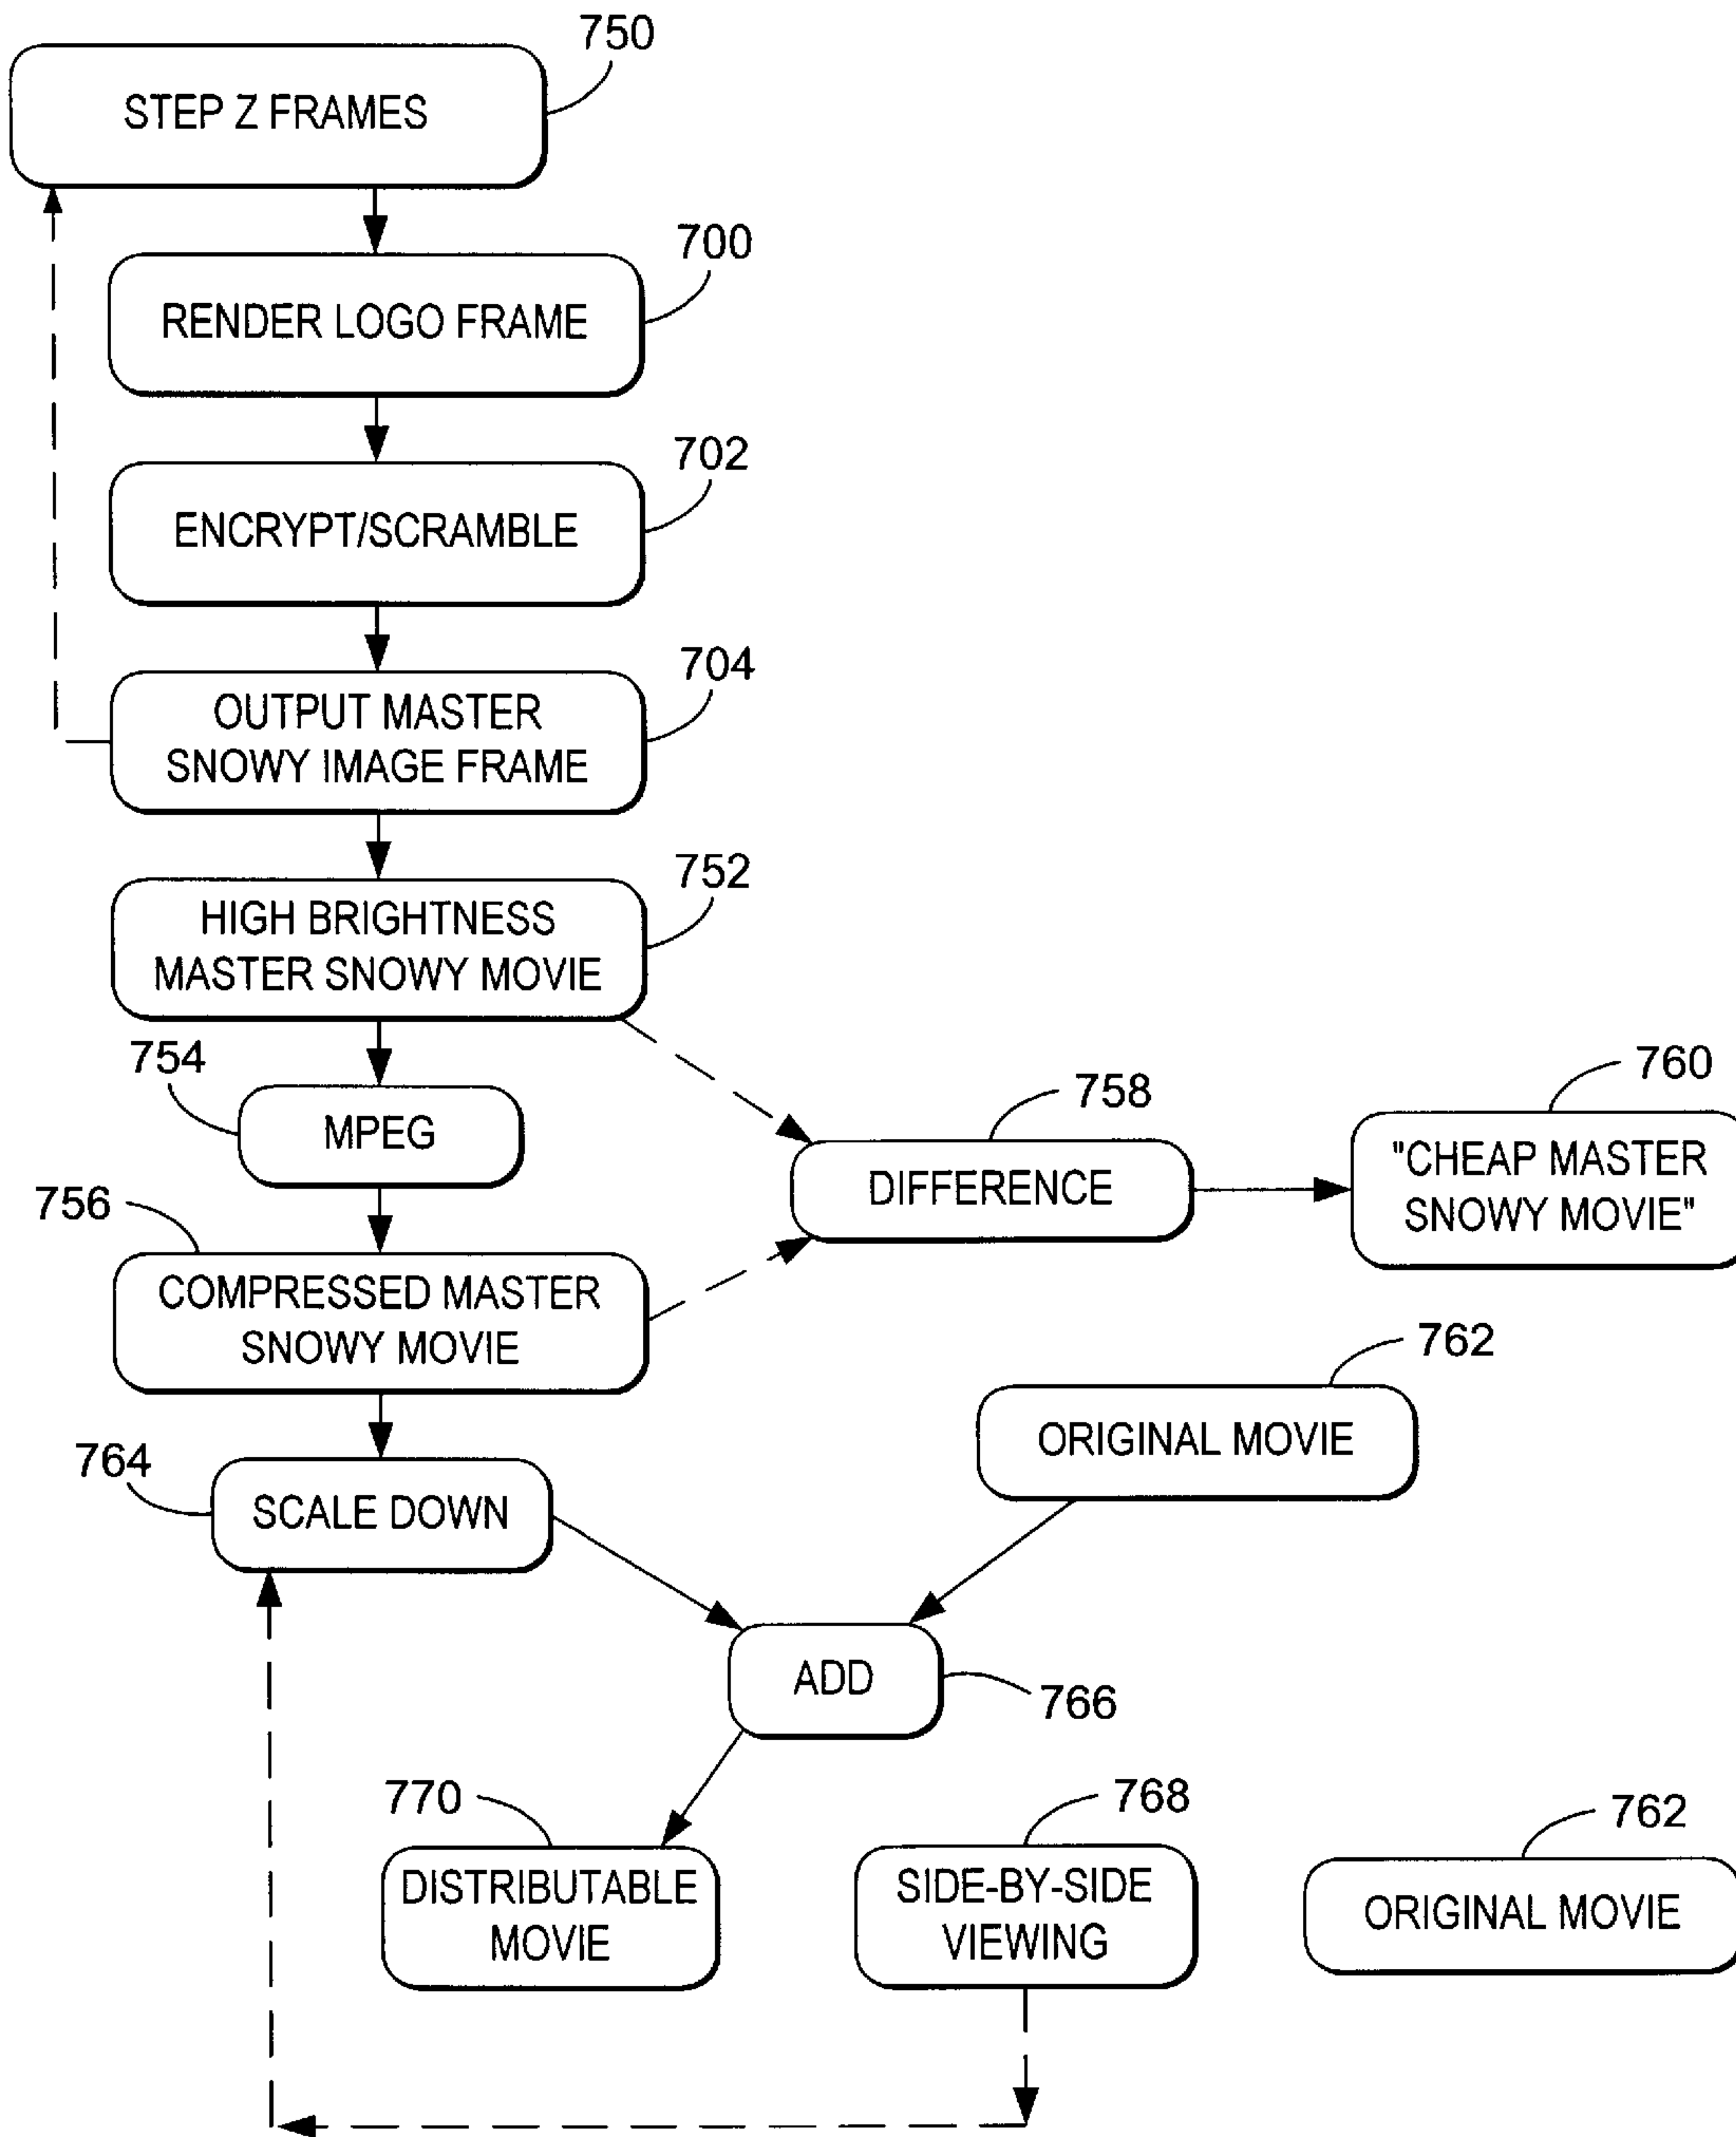 750
STEP Z FRAMES
700
RENDER LOGO FRAME
702
ENCRYPT/SCRAMBLE
704
OUTPUT MASTER
SNOWY IMAGE FRAME
752
HIGH BRIGHTNESS
MASTER SNOWY MOVIE
754
MPEG
758
DIFFERENCE
760
"CHEAP MASTER
SNOWY MOVIE"
756
COMPRESSED MASTER
SNOWY MOVIE
762
ORIGINAL MOVIE
764
SCALE DOWN
ADD
766
770
DISTRIBUTABLE
MOVIE
768
SIDE-BY-SIDE
VIEWING
762
ORIGINAL MOVIE